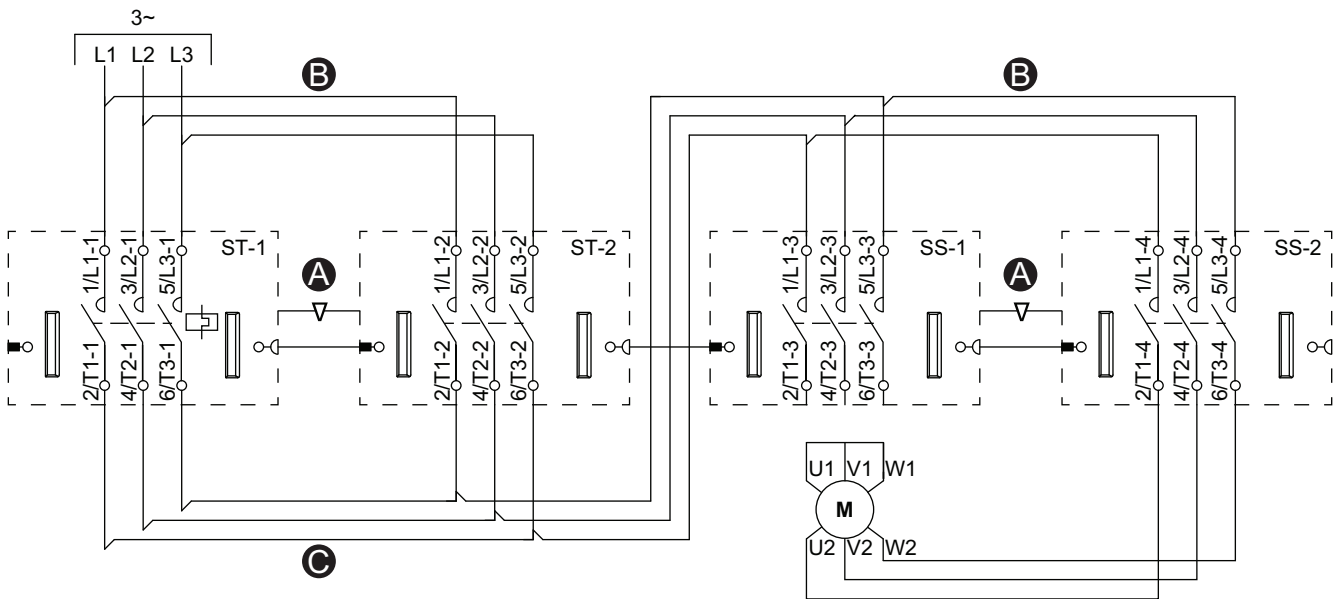 3~
L1 L2 L3
B
B
ST-1
A
ST-2
SS-1
A
SS-2
1/L1-1
3/L2-1
5/L3-1
1/L1-2
3/L2-2
5/L3-2
1/L1-3
3/L2-3
5/L3-3
1/L1-4
3/L2-4
5/L3-4
2/T1-1
4/T2-1
6/T3-1
2/T1-2
4/T2-2
6/T3-2
2/T1-3
4/T2-3
6/T3-3
2/T1-4
4/T2-4
6/T3-4
U1 V1 W1
M
U2 V2 W2
C